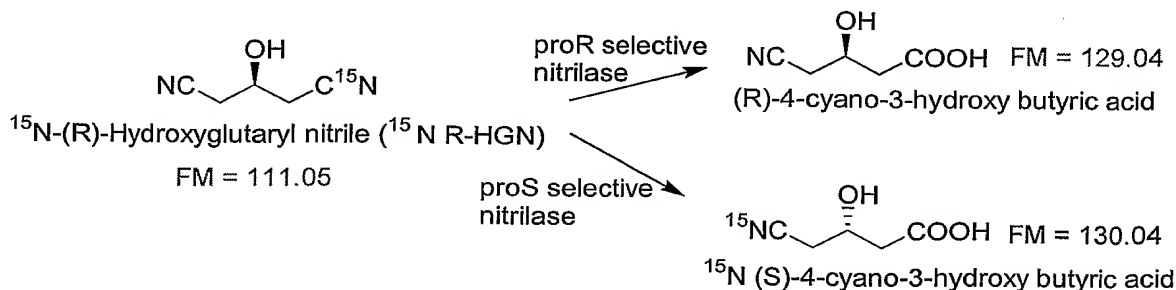 OH
NC
C¹⁵N
¹⁵N-(R)-Hydroxyglutaryl nitrile (¹⁵N R-HGN)
FM = 111.05
proR selective
nitrilase
proS selective
nitrilase
OH
NC COOH FM = 129.04
(R)-4-cyano-3-hydroxy butyric acid
OH
¹⁵NC COOH FM = 130.04
¹⁵N (S)-4-cyano-3-hydroxy butyric acid